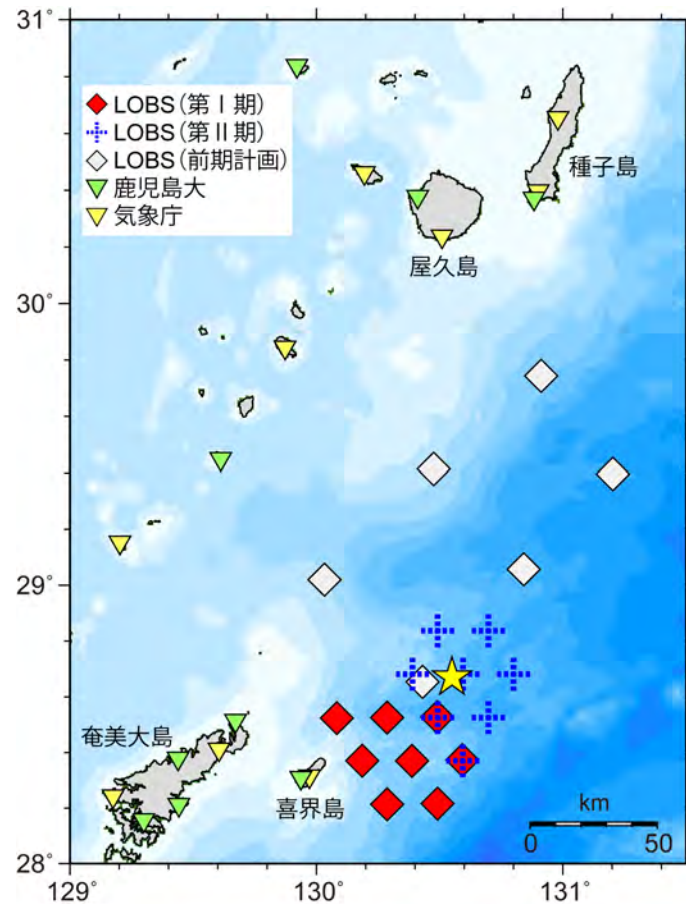 31°
LOBS(第Ⅰ期)
LOBS(第Ⅱ期)
LOBS(前期計画)
鹿児島大
気象庁
種子島
屋久島
30°
29°
奄美大島
喜界島
km
0 50
28°
129° 130° 131°